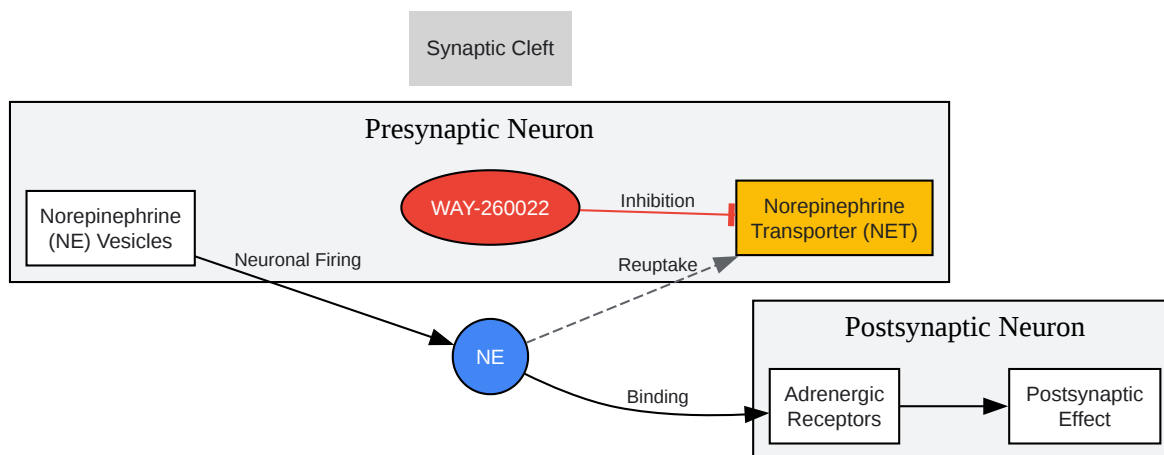 Synaptic Cleft
Presynaptic Neuron
Norepinephrine
(NE) Vesicles
WAY-260022
Inhibition
Norepinephrine
Transporter (NET)
Neuronal Firing
Reuptake
NE
Postsynaptic Neuron
Binding
Adrenergic
Receptors
Postsynaptic
Effect